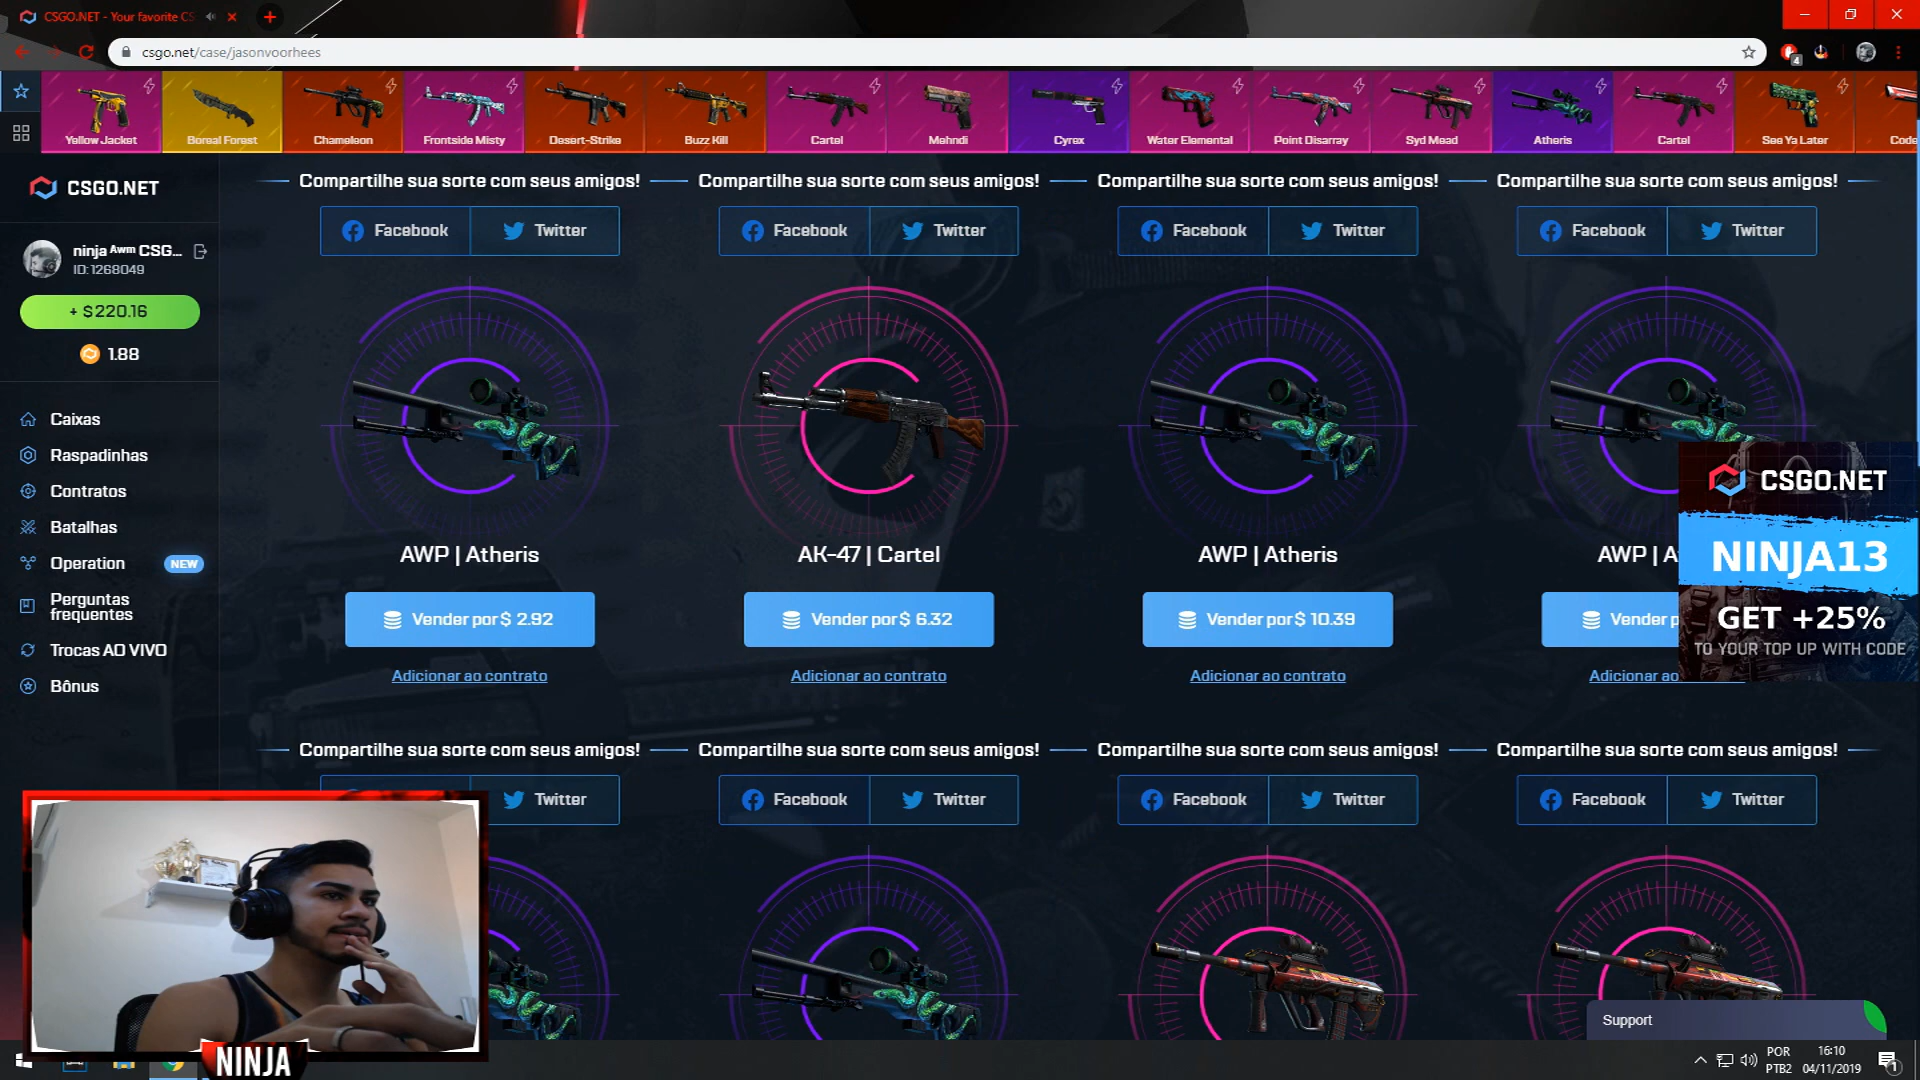 CSGO.NET - Your favorite CS
csgo.net/case/jasonvoorhees
4
Yellow Jacket
Boreal Forest
Chameleon
Frontside Misty
Desert-Strike
Buzz Kill
Cartel
Mehndi
Cyrex
Water Elemental
Point Disarray
Syd Mead
Atheris
Cartel
See Ya Later
Code
CSGO.NET
ninja ᴬʷᵐ CSG...
ID: 1268049
+ $220.16
1.88
Caixas
Raspadinhas
Contratos
Batalhas
Operation NEW
Perguntas
frequentes
Trocas AO VIVO
Bônus
Compartilhe sua sorte com seus amigos!
Facebook Twitter
AWP | Atheris
Vender por $ 2.92
Adicionar ao contrato
Compartilhe sua sorte com seus amigos!
Facebook Twitter
AK-47 | Cartel
Vender por $ 6.32
Adicionar ao contrato
Compartilhe sua sorte com seus amigos!
Facebook Twitter
AWP | Atheris
Vender por $ 10.39
Adicionar ao contrato
Compartilhe sua sorte com seus amigos!
Facebook Twitter
AWP | A
Vender p
Adicionar ao
CSGO.NET
NINJA13
GET +25%
TO YOUR TOP UP WITH CODE
Compartilhe sua sorte com seus amigos!
Twitter
Compartilhe sua sorte com seus amigos!
Facebook Twitter
Compartilhe sua sorte com seus amigos!
Facebook Twitter
Compartilhe sua sorte com seus amigos!
Facebook Twitter
Support
NINJA
POR
PTB2
16:10
04/11/2019
1